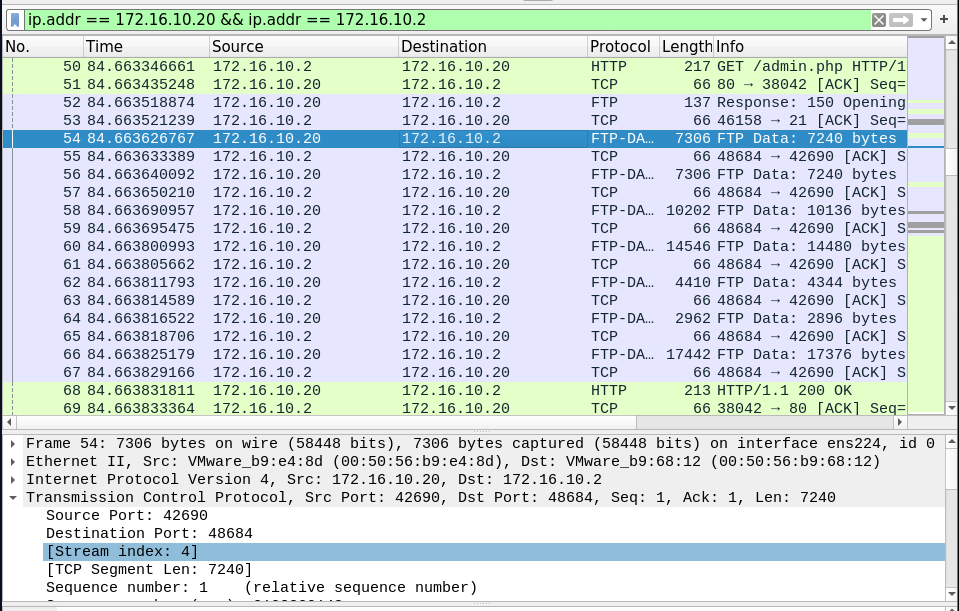 ip.addr == 172.16.10.20 && ip.addr == 172.16.10.2
No. Time Source Destination Protocol Length Info
50 84.663346661 172.16.10.2 172.16.10.20 HTTP 217 GET /admin.php HTTP/1
51 84.663435248 172.16.10.20 172.16.10.2 TCP 66 80 → 38042 [ACK] Seq=
52 84.663518874 172.16.10.20 172.16.10.2 FTP 137 Response: 150 Opening
53 84.663521239 172.16.10.2 172.16.10.20 TCP 66 46158 → 21 [ACK] Seq=
54 84.663626767 172.16.10.20 172.16.10.2 FTP-DA… 7306 FTP Data: 7240 bytes
55 84.663633389 172.16.10.2 172.16.10.20 TCP 66 48684 → 42690 [ACK] S
56 84.663640092 172.16.10.20 172.16.10.2 FTP-DA… 7306 FTP Data: 7240 bytes
57 84.663650210 172.16.10.2 172.16.10.20 TCP 66 48684 → 42690 [ACK] S
58 84.663690957 172.16.10.20 172.16.10.2 FTP-DA… 10202 FTP Data: 10136 bytes
59 84.663695475 172.16.10.2 172.16.10.20 TCP 66 48684 → 42690 [ACK] S
60 84.663800993 172.16.10.20 172.16.10.2 FTP-DA… 14546 FTP Data: 14480 bytes
61 84.663805662 172.16.10.2 172.16.10.20 TCP 66 48684 → 42690 [ACK] S
62 84.663811793 172.16.10.20 172.16.10.2 FTP-DA… 4410 FTP Data: 4344 bytes
63 84.663814589 172.16.10.2 172.16.10.20 TCP 66 48684 → 42690 [ACK] S
64 84.663816522 172.16.10.20 172.16.10.2 FTP-DA… 2962 FTP Data: 2896 bytes
65 84.663818706 172.16.10.2 172.16.10.20 TCP 66 48684 → 42690 [ACK] S
66 84.663825179 172.16.10.20 172.16.10.2 FTP-DA… 17442 FTP Data: 17376 bytes
67 84.663829166 172.16.10.2 172.16.10.20 TCP 66 48684 → 42690 [ACK] S
68 84.663831811 172.16.10.20 172.16.10.2 HTTP 213 HTTP/1.1 200 OK
69 84.663833364 172.16.10.2 172.16.10.20 TCP 66 38042 → 80 [ACK] Seq=
Frame 54: 7306 bytes on wire (58448 bits), 7306 bytes captured (58448 bits) on interface ens224, id 0
Ethernet II, Src: VMware_b9:e4:8d (00:50:56:b9:e4:8d), Dst: VMware_b9:68:12 (00:50:56:b9:68:12)
Internet Protocol Version 4, Src: 172.16.10.20, Dst: 172.16.10.2
Transmission Control Protocol, Src Port: 42690, Dst Port: 48684, Seq: 1, Ack: 1, Len: 7240
Source Port: 42690
Destination Port: 48684
[Stream index: 4]
[TCP Segment Len: 7240]
Sequence number: 1 (relative sequence number)